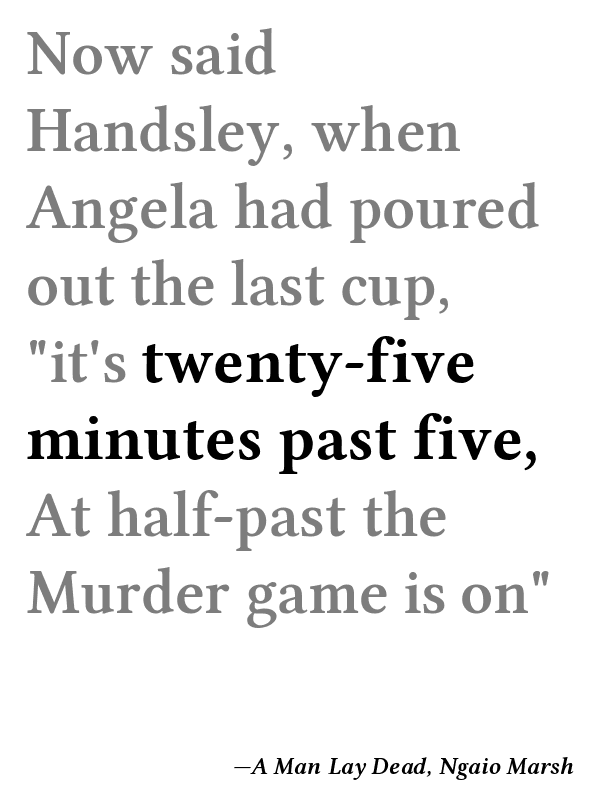 Now said
Handsley, when
Angela had poured
out the last cup,
"it's twenty-five
minutes past five,
At half-past the
Murder game is on"
—A Man Lay Dead, Ngaio Marsh